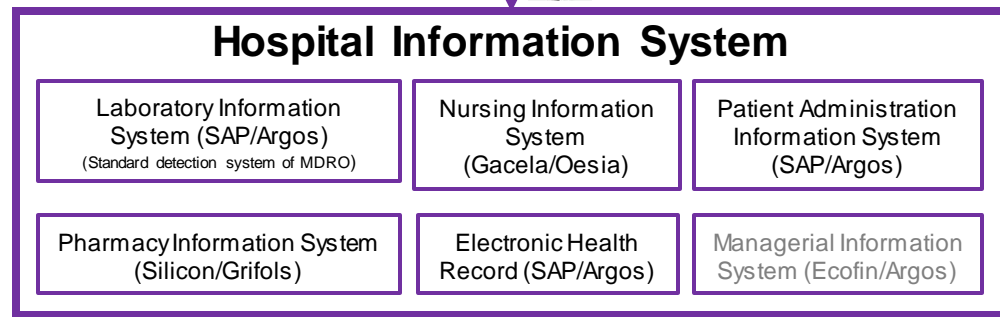 Hospital Information System
Laboratory Information
System (SAP/Argos)
(Standard detection system of MDRO)
Nursing Information
System
(Gacela/Oesia)
Patient Administration
Information System
(SAP/Argos)
Pharmacy Information System
(Silicon/Grifols)
Electronic Health
Record (SAP/Argos)
Managerial Information
System (Ecofin/Argos)